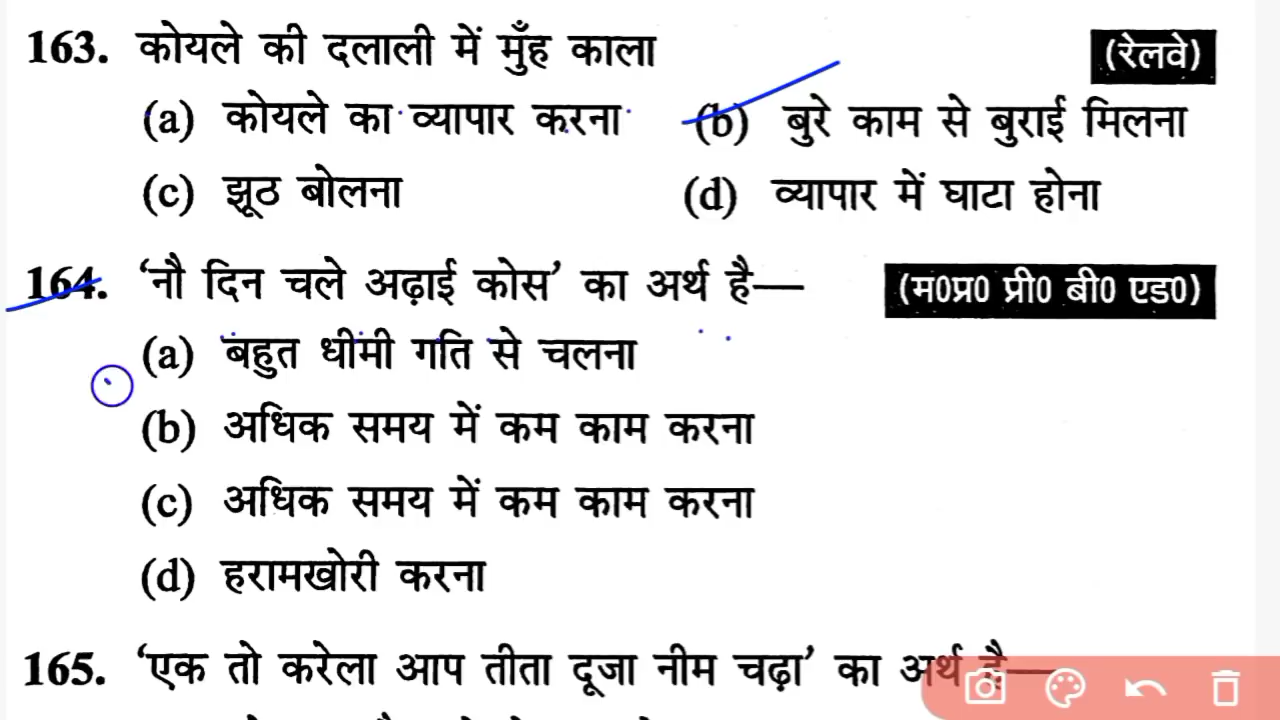 163. कोयले की दलाली में मुँह काला (रेलवे)
(a) कोयले का व्यापार करना (b) बुरे काम से बुराई मिलना
(c) झूठ बोलना (d) व्यापार में घाटा होना
164. ‘नौ दिन चले अढ़ाई कोस’ का अर्थ है— (म0प्र0 प्री0 बी0 एड0)
(a) बहुत धीमी गति से चलना
(b) अधिक समय में कम काम करना
(c) अधिक समय में कम काम करना
(d) हरामखोरी करना
165. ‘एक तो करेला आप तीता दूजा नीम चढ़ा’ का अर्थ है—